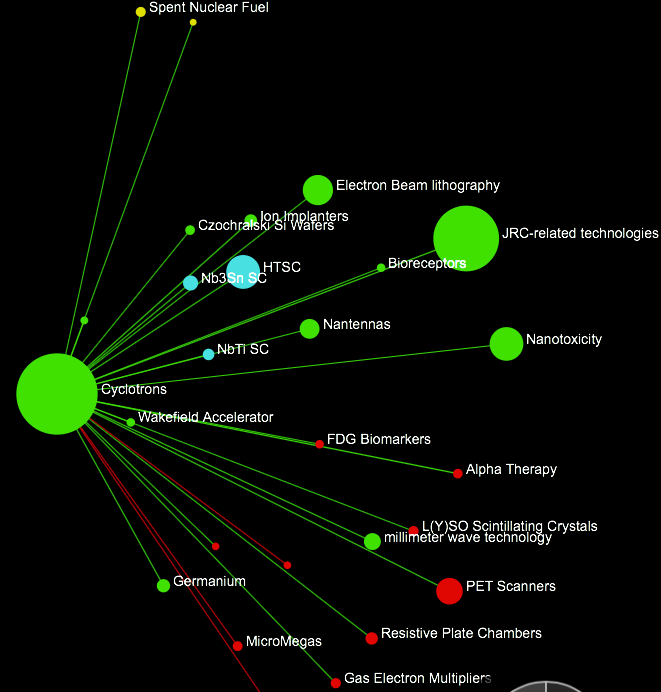 Spent Nuclear Fuel
Electron Beam lithography
Ion Implanters
Czochralski Si Wafers
JRC-related technologies
Bioreceptors
HTSC
Nb3Sn SC
Nantennas
Nanotoxicity
NbTi SC
Cyclotrons
Wakefield Accelerator
FDG Biomarkers
Alpha Therapy
L(Y)SO Scintillating Crystals
millimeter wave technology
Germanium
PET Scanners
Resistive Plate Chambers
MicroMegas
Gas Electron Multipliers